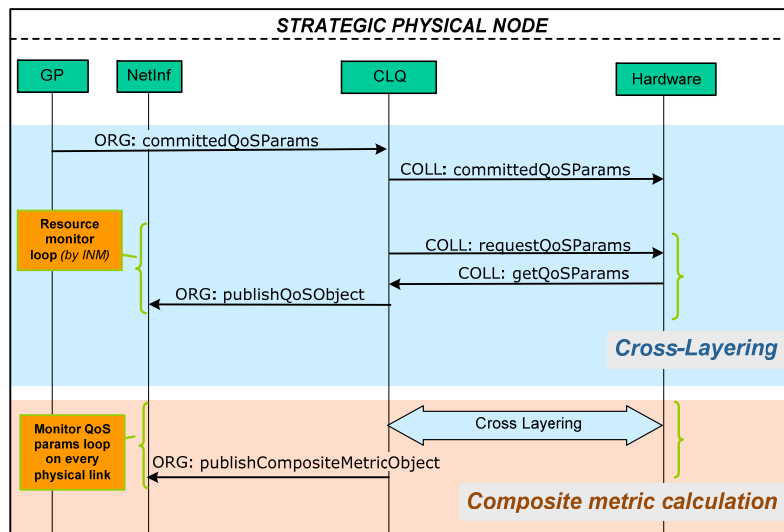 STRATEGIC PHYSICAL NODE
GP
NetInf
CLQ
Hardware
ORG: committedQoSParams
COLL: committedQoSParams
Resource
monitor
loop (by INM)
COLL: requestQoSParams
COLL: getQoSParams
ORG: publishQoSObject
Cross-Layering
Monitor QoS
params loop
on every
physical link
Cross Layering
ORG: publishCompositeMetricObject
Composite metric calculation